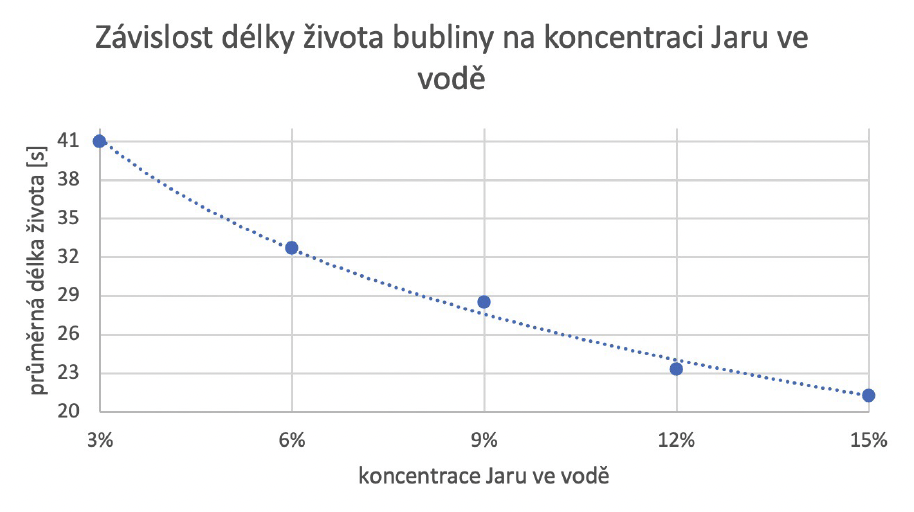 Závislost délky života bubliny na koncentraci Jaru ve
vodě
průměrná délka života [s]
41
38
35
32
29
26
23
20
3% 6% 9% 12% 15%
koncentrace Jaru ve vodě